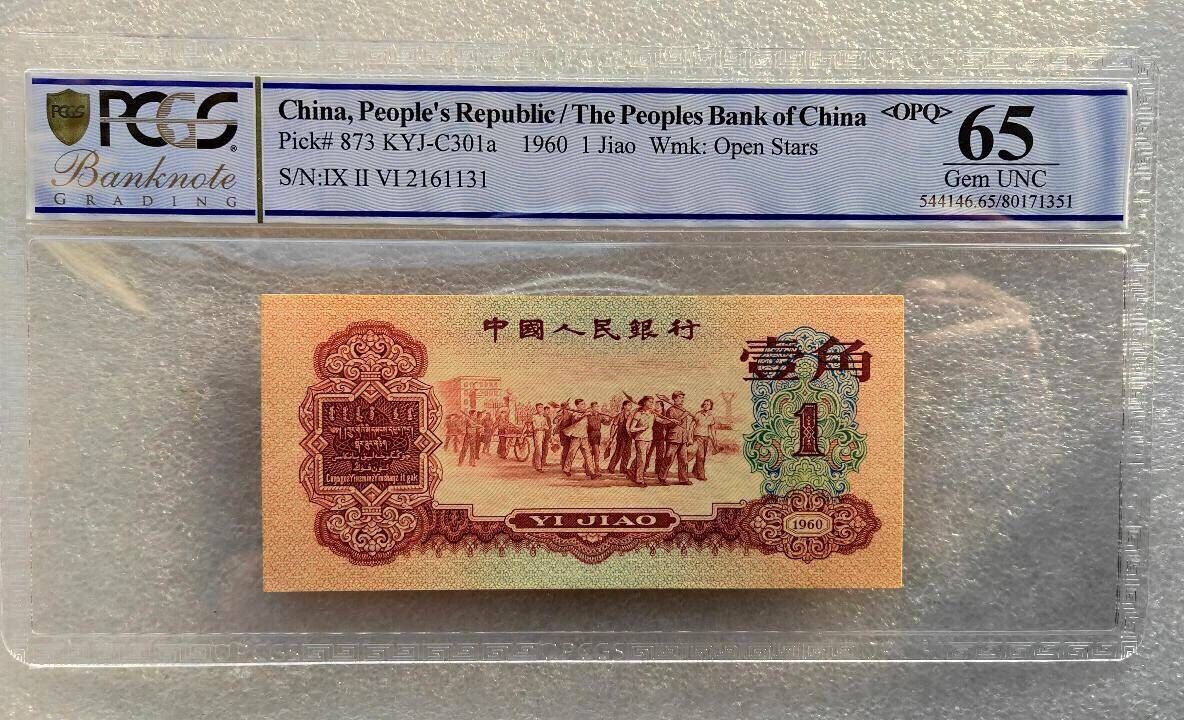 PCGS
PCGS
Banknote
GRADING
China, People's Republic / The Peoples Bank of China
Pick# 873 KYJ-C301a 1960 1 Jiao Wmk: Open Stars
S/N:IX II VI 2161131
<OPQ> 65
Gem UNC
544146.65/80171351
中國人民銀行
壹角
1
YI JIAO
1960